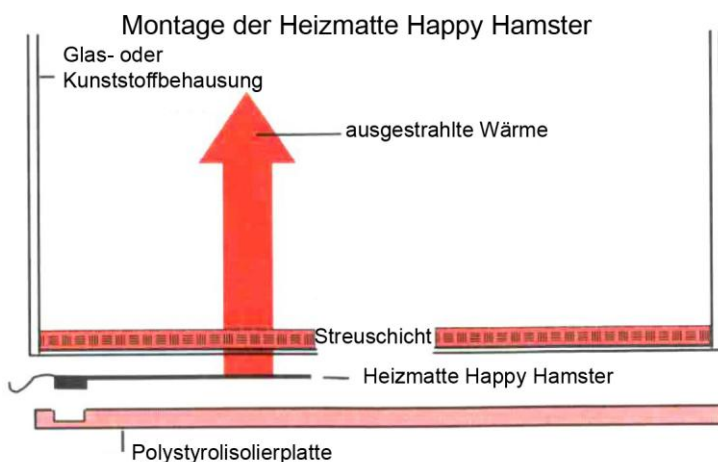 Montage der Heizmatte Happy Hamster
Glas- oder
Kunststoffbehausung
ausgestrahlte Wärme
Streuschicht
Heizmatte Happy Hamster
Polystyrolisolierplatte